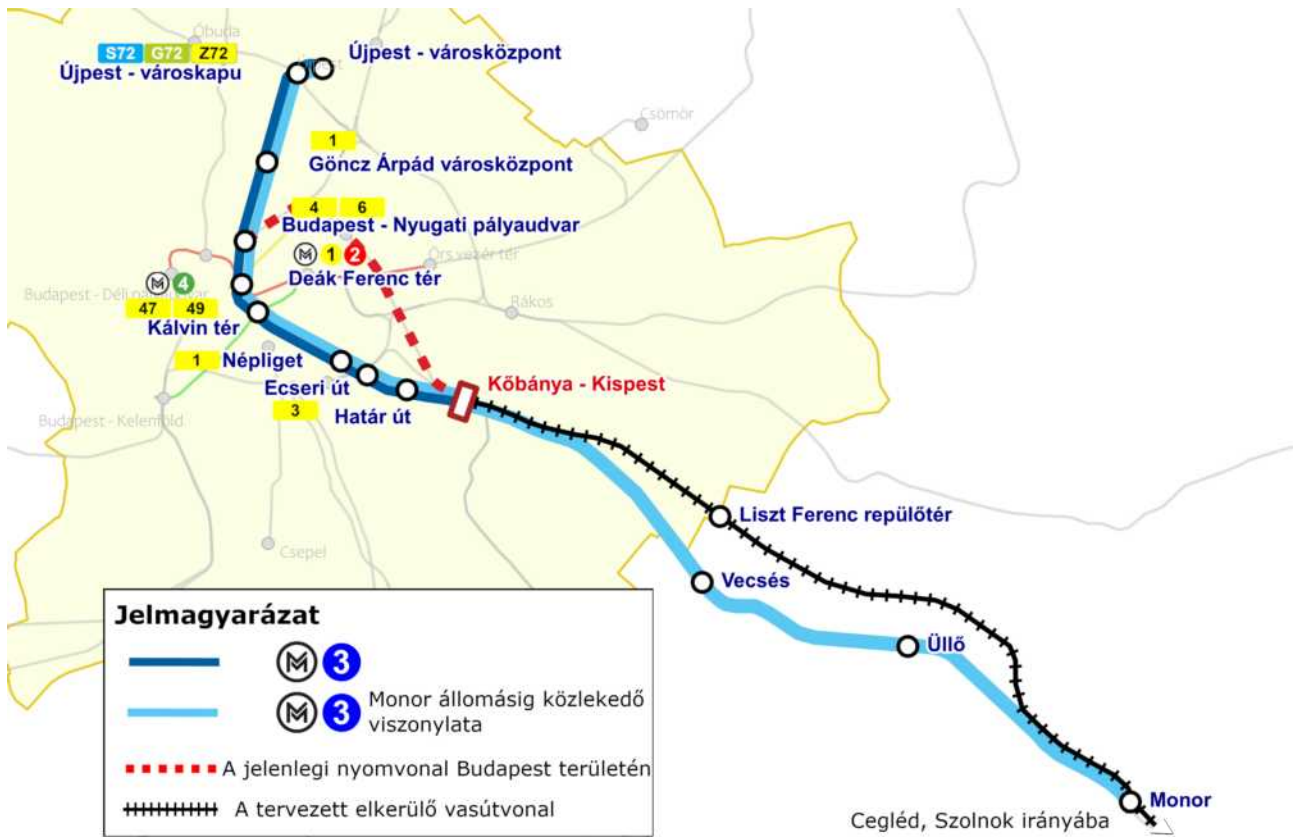 Óbuda
S72 G72 Z72
Újpest - városközpont
Újpest - városkapu
Csömör
1
Göncz Árpád városközpont
4 6
Budapest - Nyugati pályaudvar
M 1 2
Örs vezér tér
Deák Ferenc tér
M 4
Rákos
47 49
Kálvin tér
1 Népliget
Kőbánya - Kispest
Ecseri út
3
Határ út
Budapest - Kelenföld
Liszt Ferenc repülőtér
Csepel
Vecsés
Üllő
Jelmagyarázat
M 3
M 3 Monor állomásig közlekedő
viszonylata
A jelenlegi nyomvonal Budapest területén
A tervezett elkerülő vasútvonal
Monor
Cegléd, Szolnok irányába